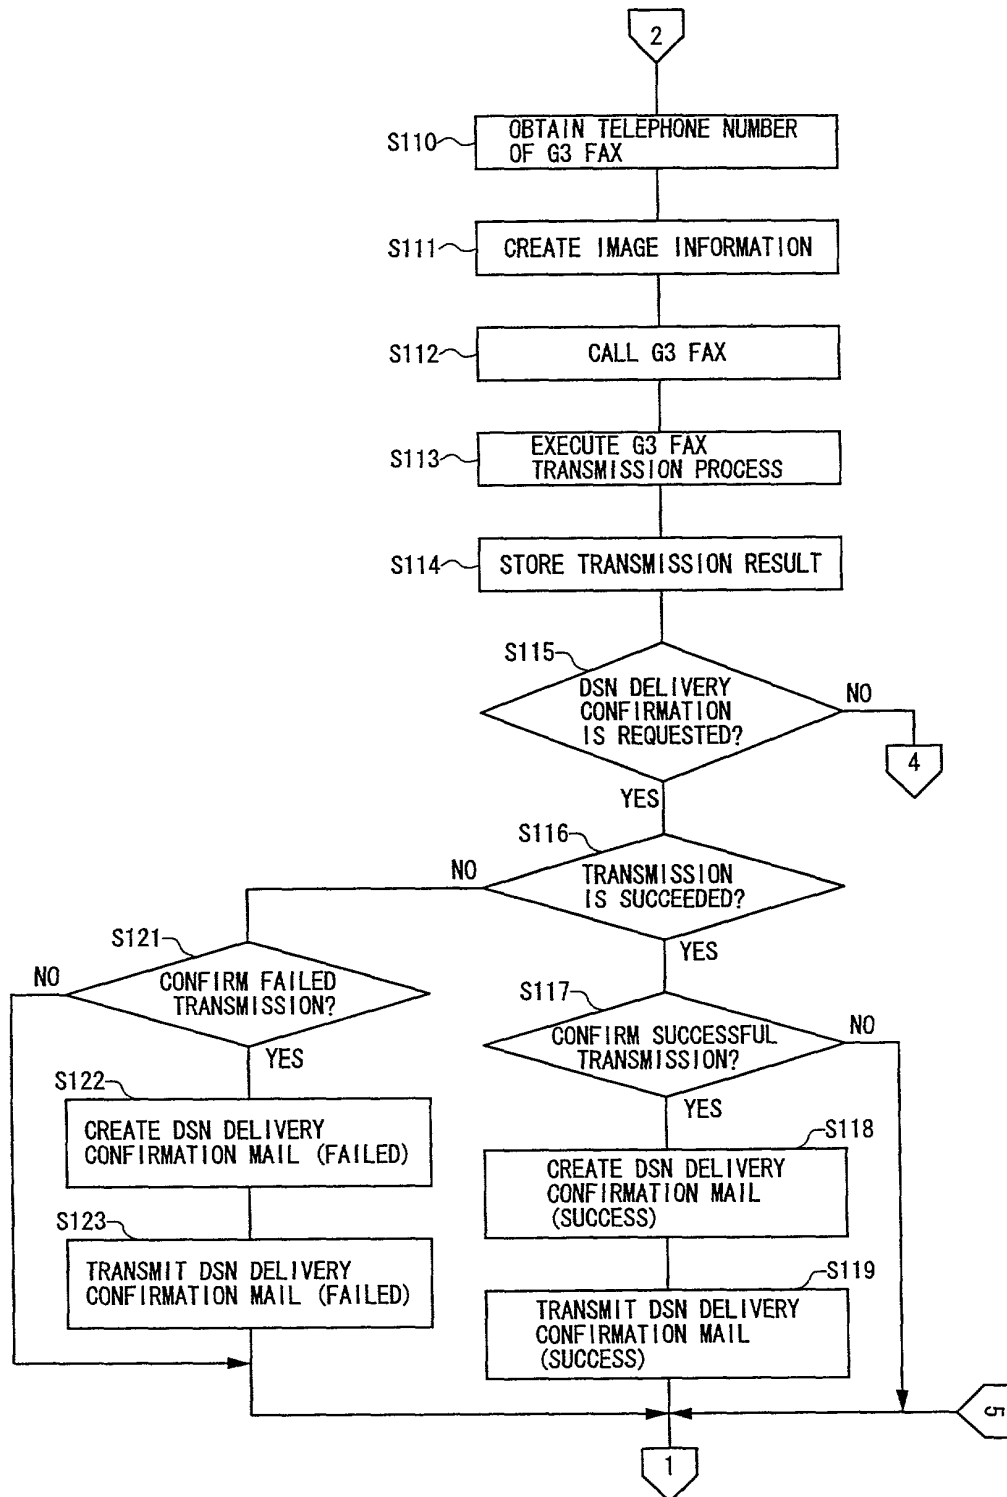 2
S110
OBTAIN TELEPHONE NUMBER
OF G3 FAX
S111
CREATE IMAGE INFORMATION
S112
CALL G3 FAX
S113
EXECUTE G3 FAX
TRANSMISSION PROCESS
S114
STORE TRANSMISSION RESULT
S115
DSN DELIVERY
CONFIRMATION
IS REQUESTED?
NO
4
YES
S116
TRANSMISSION
IS SUCCEEDED?
NO
YES
S121
CONFIRM FAILED
TRANSMISSION?
NO
YES
S117
CONFIRM SUCCESSFUL
TRANSMISSION?
NO
YES
S122
CREATE DSN DELIVERY
CONFIRMATION MAIL (FAILED)
S118
CREATE DSN DELIVERY
CONFIRMATION MAIL
(SUCCESS)
S123
TRANSMIT DSN DELIVERY
CONFIRMATION MAIL (FAILED)
S119
TRANSMIT DSN DELIVERY
CONFIRMATION MAIL
(SUCCESS)
5
1